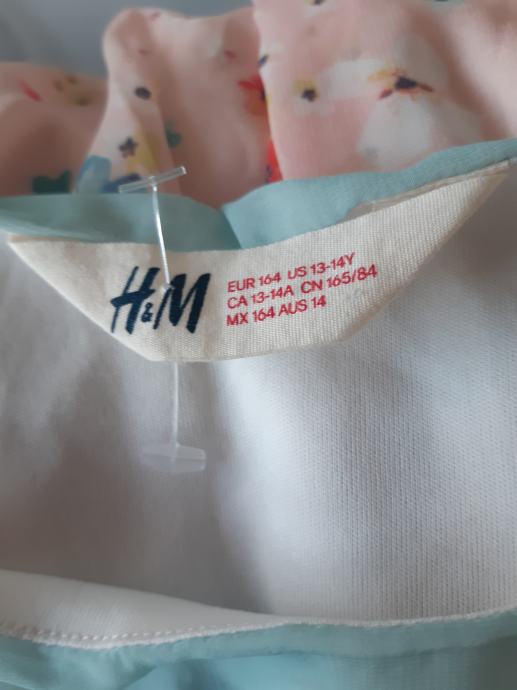 H&M
EUR 164 US 13-14Y
CA 13-14A CN 165/84
MX 164 AUS 14